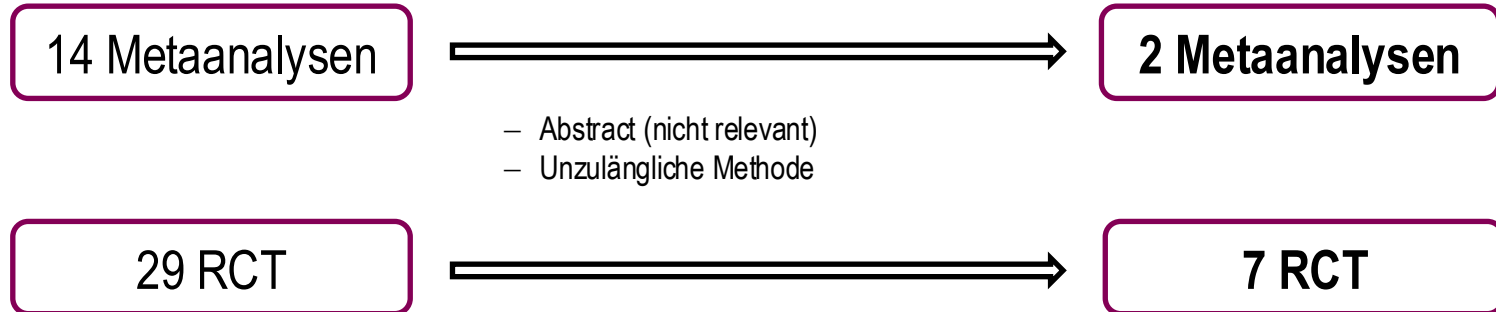 14 Metaanalysen
2 Metaanalysen
– Abstract (nicht relevant)
– Unzulängliche Methode
29 RCT
7 RCT